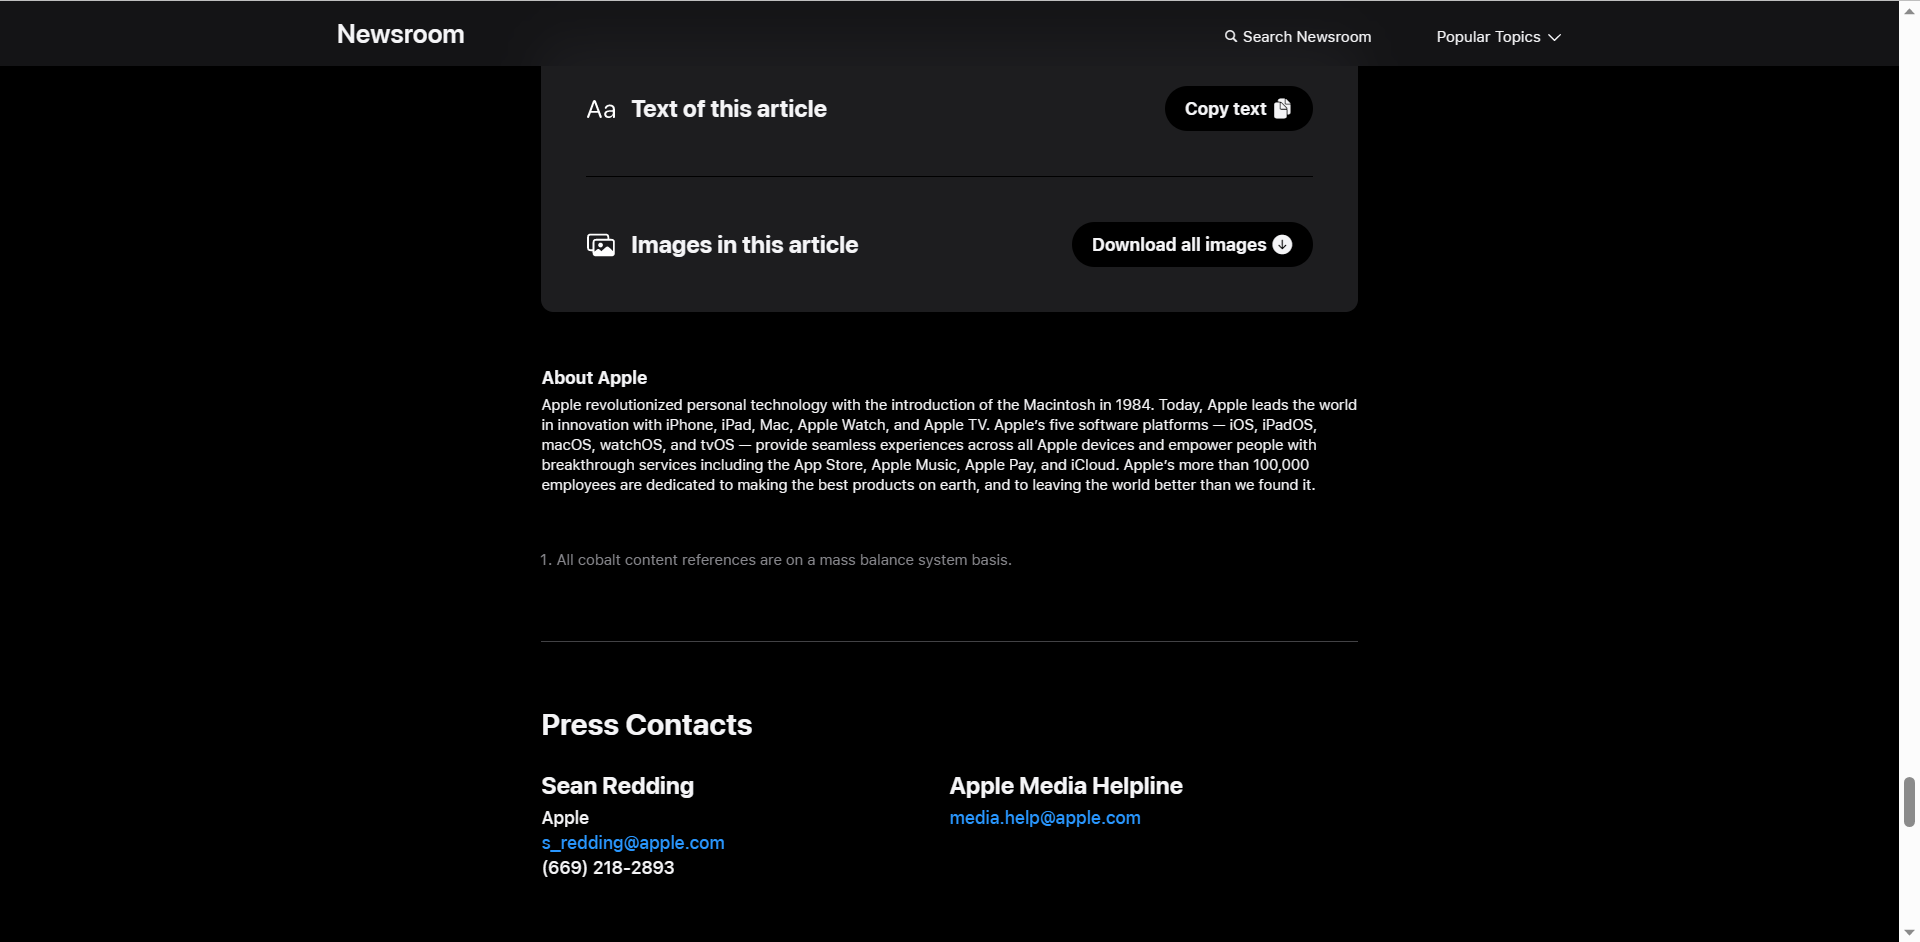 Newsroom
Search Newsroom
Popular Topics
Aa Text of this article
Copy text
Images in this article
Download all images
About Apple
Apple revolutionized personal technology with the introduction of the Macintosh in 1984. Today, Apple leads the world
in innovation with iPhone, iPad, Mac, Apple Watch, and Apple TV. Apple’s five software platforms — iOS, iPadOS,
macOS, watchOS, and tvOS — provide seamless experiences across all Apple devices and empower people with
breakthrough services including the App Store, Apple Music, Apple Pay, and iCloud. Apple’s more than 100,000
employees are dedicated to making the best products on earth, and to leaving the world better than we found it.
1. All cobalt content references are on a mass balance system basis.
Press Contacts
Sean Redding
Apple
s_redding@apple.com
(669) 218-2893
Apple Media Helpline
media.help@apple.com